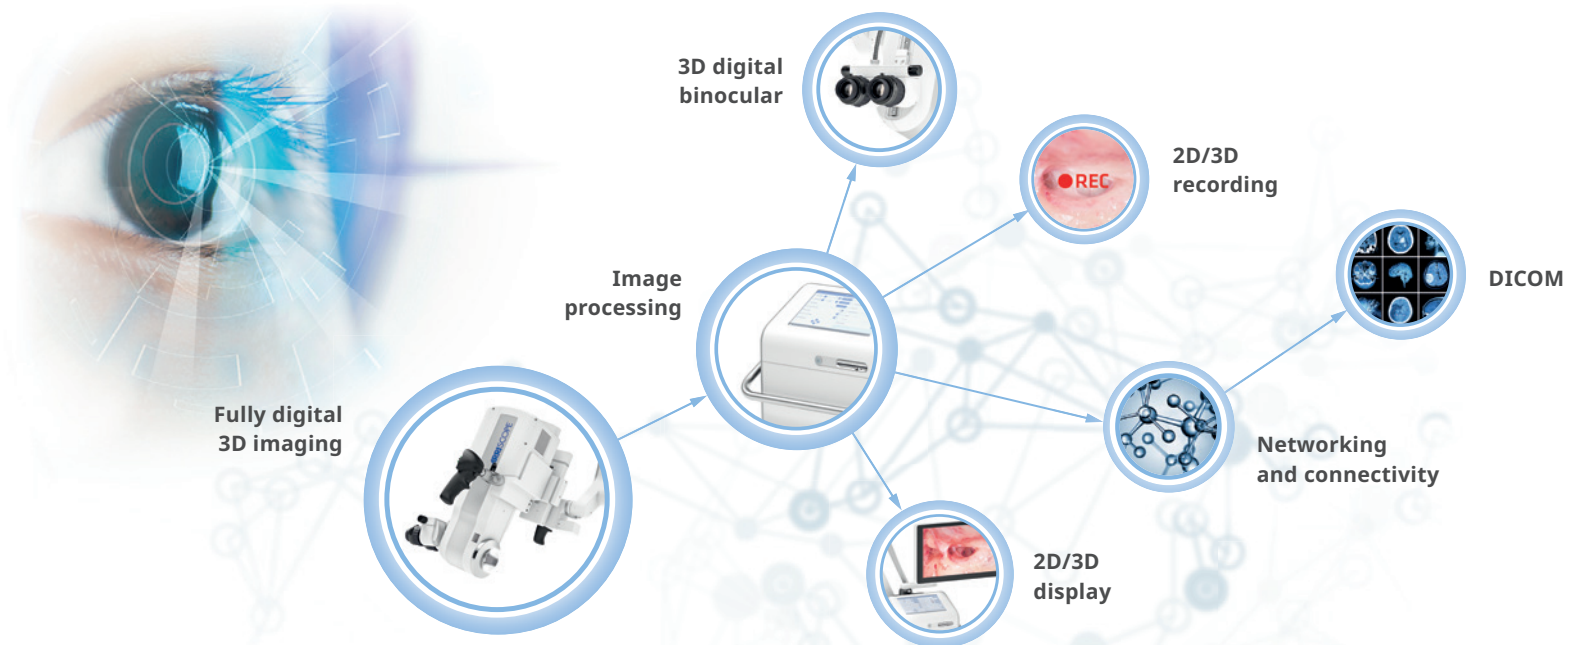 3D digital
binocular
2D/3D
recording
REC
Image
processing
DICOM
Fully digital
3D imaging
Networking
and connectivity
2D/3D
display